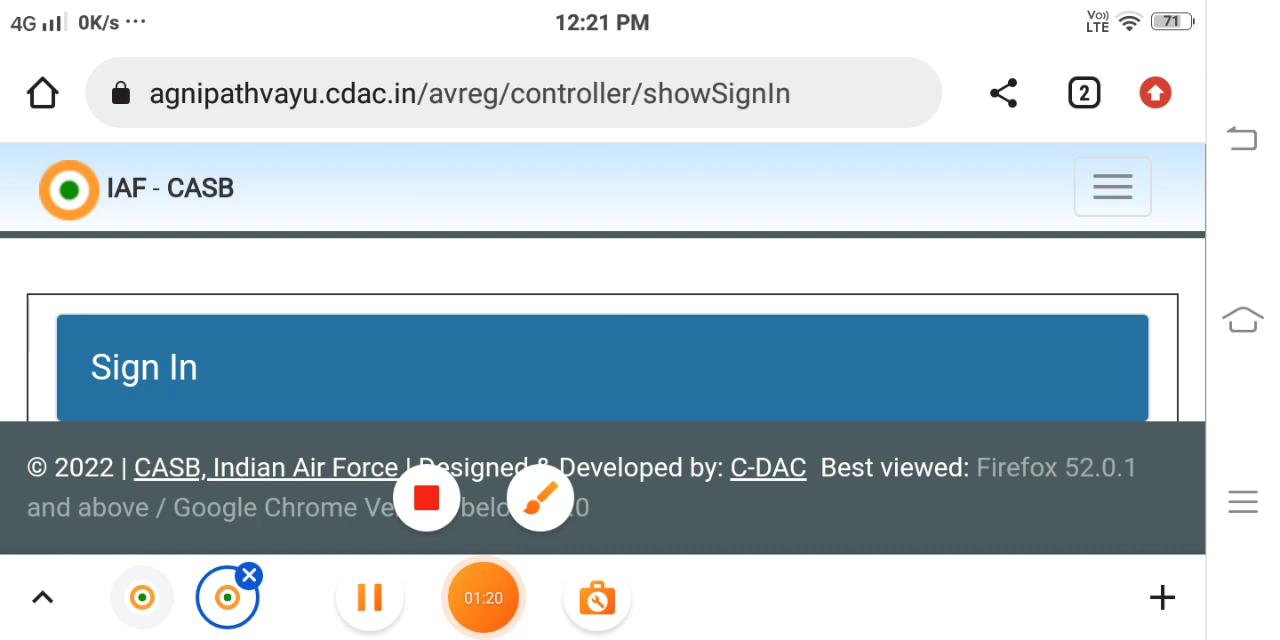 4G 0K/s ... 12:21 PM Vo)) LTE 71
agnipathvayu.cdac.in/avreg/controller/showSignIn 2
IAF - CASB
Sign In
© 2022 | CASB, Indian Air Force | Designed & Developed by: C-DAC Best viewed: Firefox 52.0.1
and above / Google Chrome
01:20